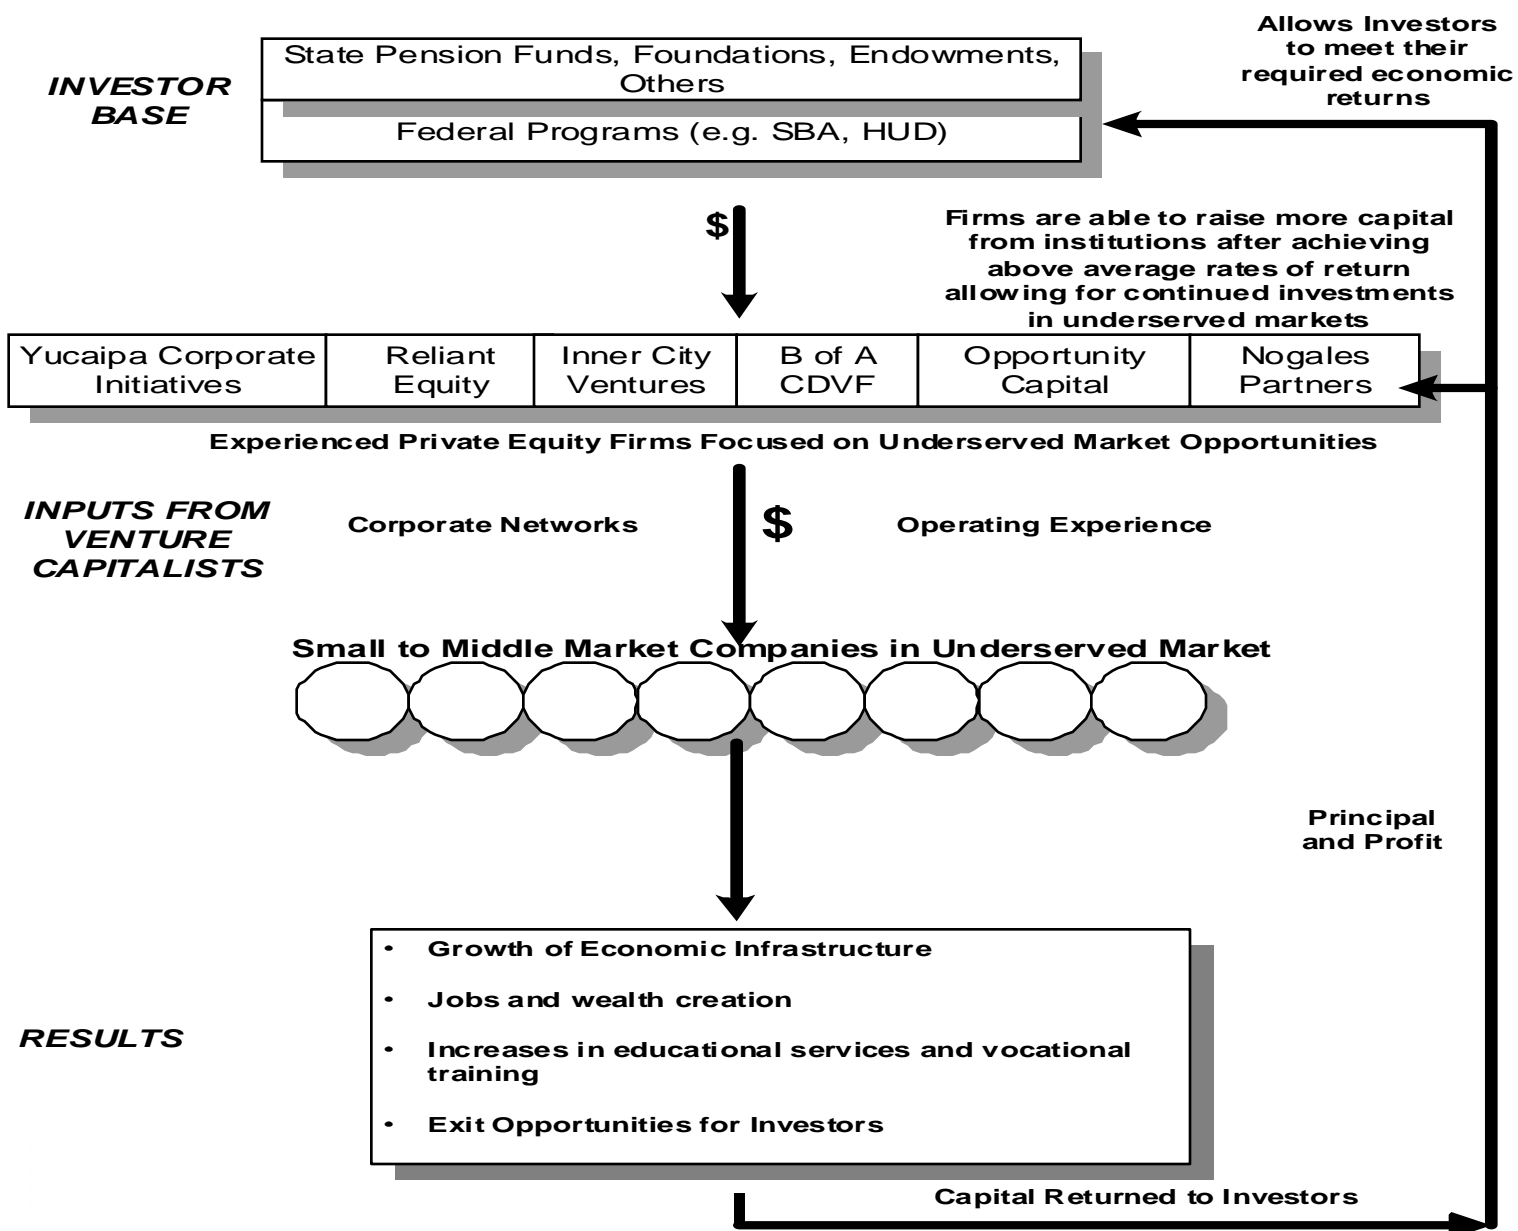 Allows Investors
to meet their
required economic
returns
INVESTOR
BASE
State Pension Funds, Foundations, Endowments,
Others
Federal Programs (e.g. SBA, HUD)
$
Firms are able to raise more capital
from institutions after achieving
above average rates of return
allowing for continued investments
in underserved markets
Yucaipa Corporate
Initiatives
Reliant
Equity
Inner City
Ventures
B of A
CDVF
Opportunity
Capital
Nogales
Partners
Experienced Private Equity Firms Focused on Underserved Market Opportunities
INPUTS FROM
VENTURE
CAPITALISTS
Corporate Networks
$
Operating Experience
Small to Middle Market Companies in Underserved Market
Principal
and Profit
RESULTS
• Growth of Economic Infrastructure
• Jobs and wealth creation
• Increases in educational services and vocational
training
• Exit Opportunities for Investors
Capital Returned to Investors